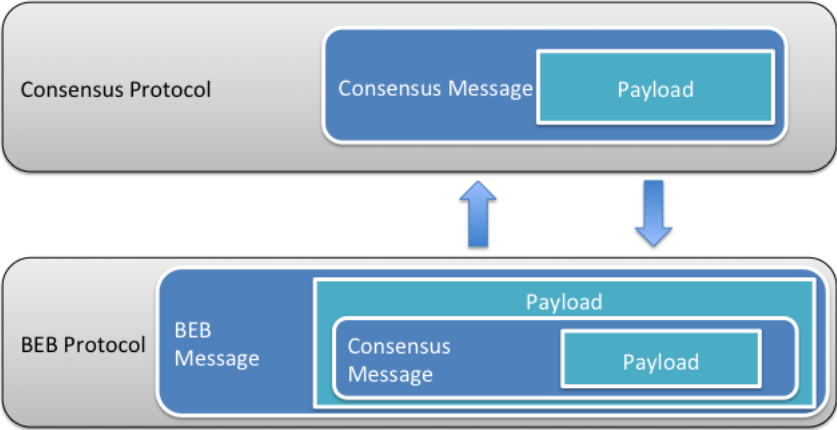 Consensus Protocol
Consensus Message
Payload
BEB Protocol
BEB
Message
Payload
Consensus
Message
Payload